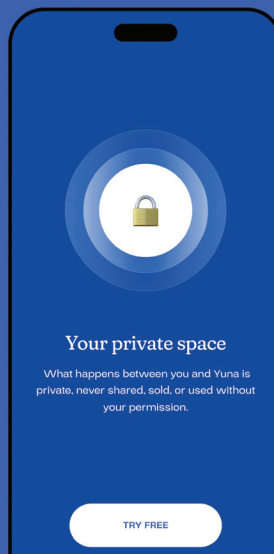 Your private space
What happens between you and Yuna is
private, never shared, sold, or used without
your permission.
TRY FREE